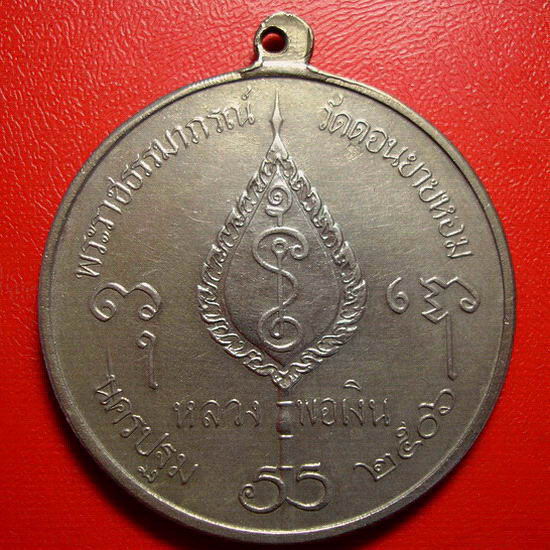 พระราชธรรมาภรณ์ วัดดอนยายหอม
หลวง พ่อเงิน
นครปฐม ๒๕๐๖
55